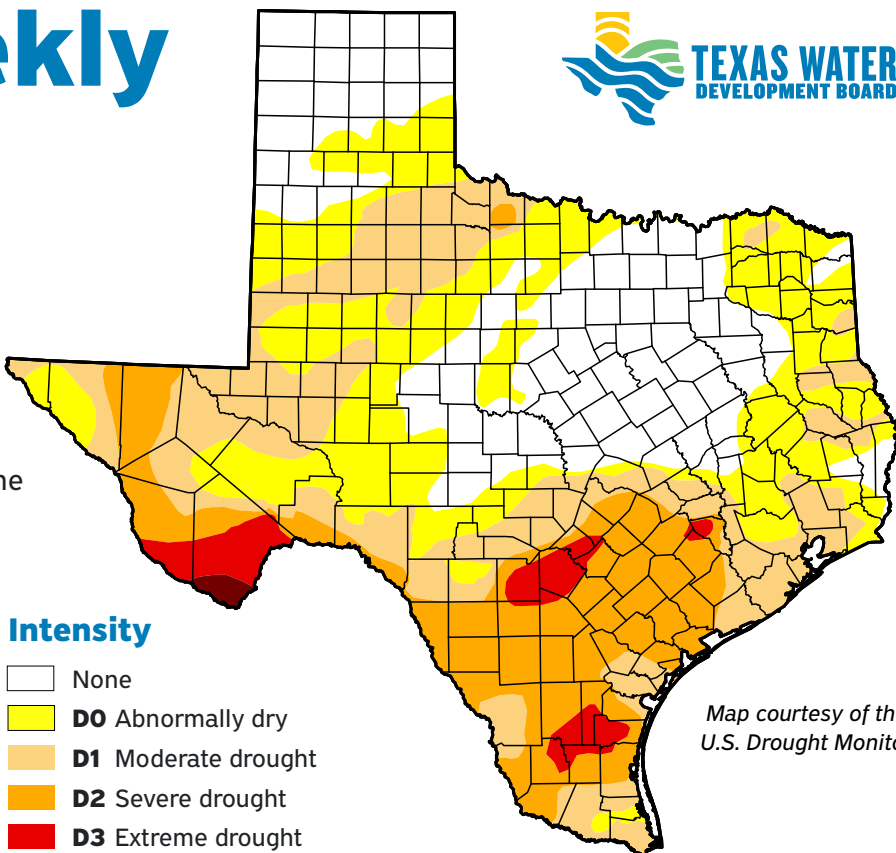 ekly
TEXAS WATER
DEVELOPMENT BOARD
ne
Intensity
None
D0 Abnormally dry
D1 Moderate drought
D2 Severe drought
D3 Extreme drought
Map courtesy of th
U.S. Drought Monito